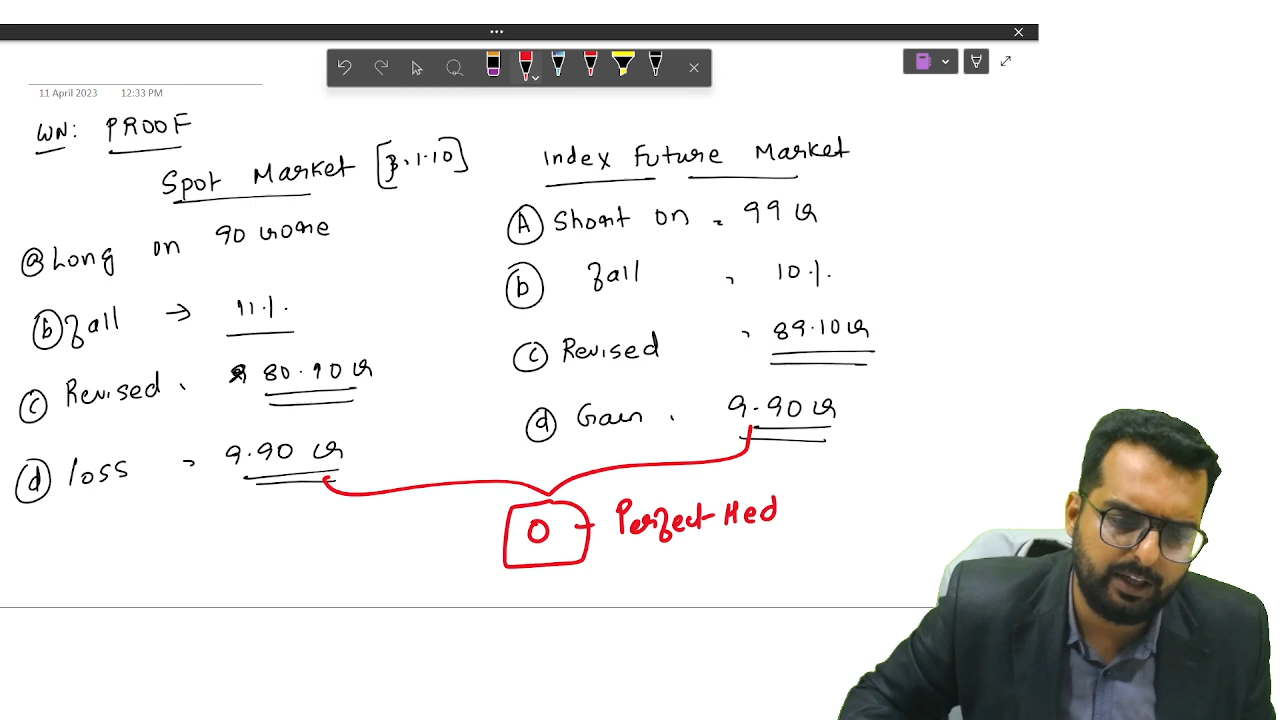 11 April 2023 12:33 PM
WN: PROOF
Spot Market [β, 1.10]
ⓐ Long on 90 crore
ⓑ fall → 11%.
ⓒ Revised, 80.10 cr
ⓓ loss = 9.90 cr
Index Future Market
Ⓐ Short on = 99 cr
ⓑ fall, 10%.
ⓒ Revised, 89.10 cr
ⓓ Gain, 9.90 cr
0 - Perfect Hed